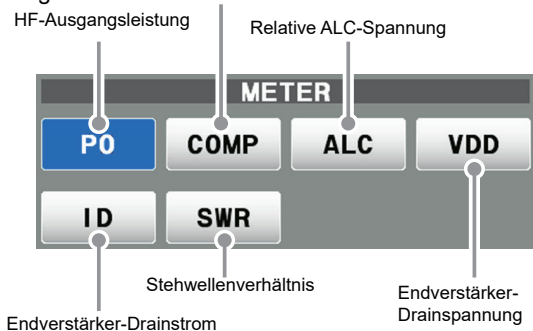 HF-Ausgangsleistung
Relative ALC-Spannung
METER
PO
COMP
ALC
VDD
ID
SWR
Stehwellenverhältnis
Endverstärker-
Drainspannung
Endverstärker-Drainstrom